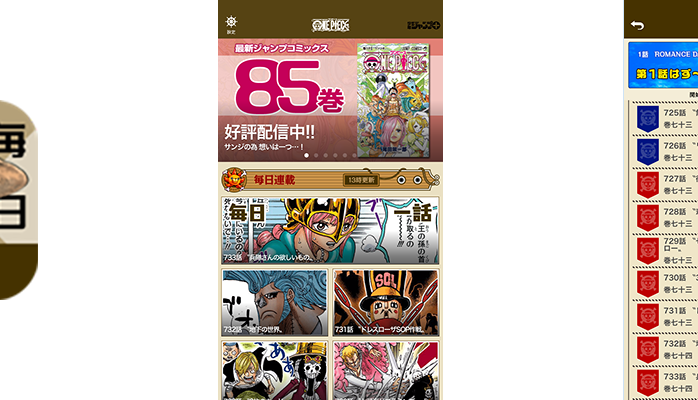 毎
日
設定
ONE PIECE
少年ジャンプ+
最新ジャンプコミックス
85巻
好評配信中!!
サンジの為 想いは一つ…!
ONE PIECE
毎日連載
13時更新
毎日
一話
王の孫の首
取るの
…!!!
733話 〝兵隊さんの欲しいもの〟
732話 〝地下の世界〟
SOL
731話 〝ドレスローザSOP作戦〟
1話 ROMANCE DA
第1話はず~
開始
725話 〝
巻七十三
726話 〝
巻七十三
727話 〝
巻七十三
728話 〝
巻七十三
729話 〝
ロー〟
巻七十三
730話 〝
巻七十三
731話 〝
巻七十三
732話 〝
巻七十四
733話 〝
巻七十四